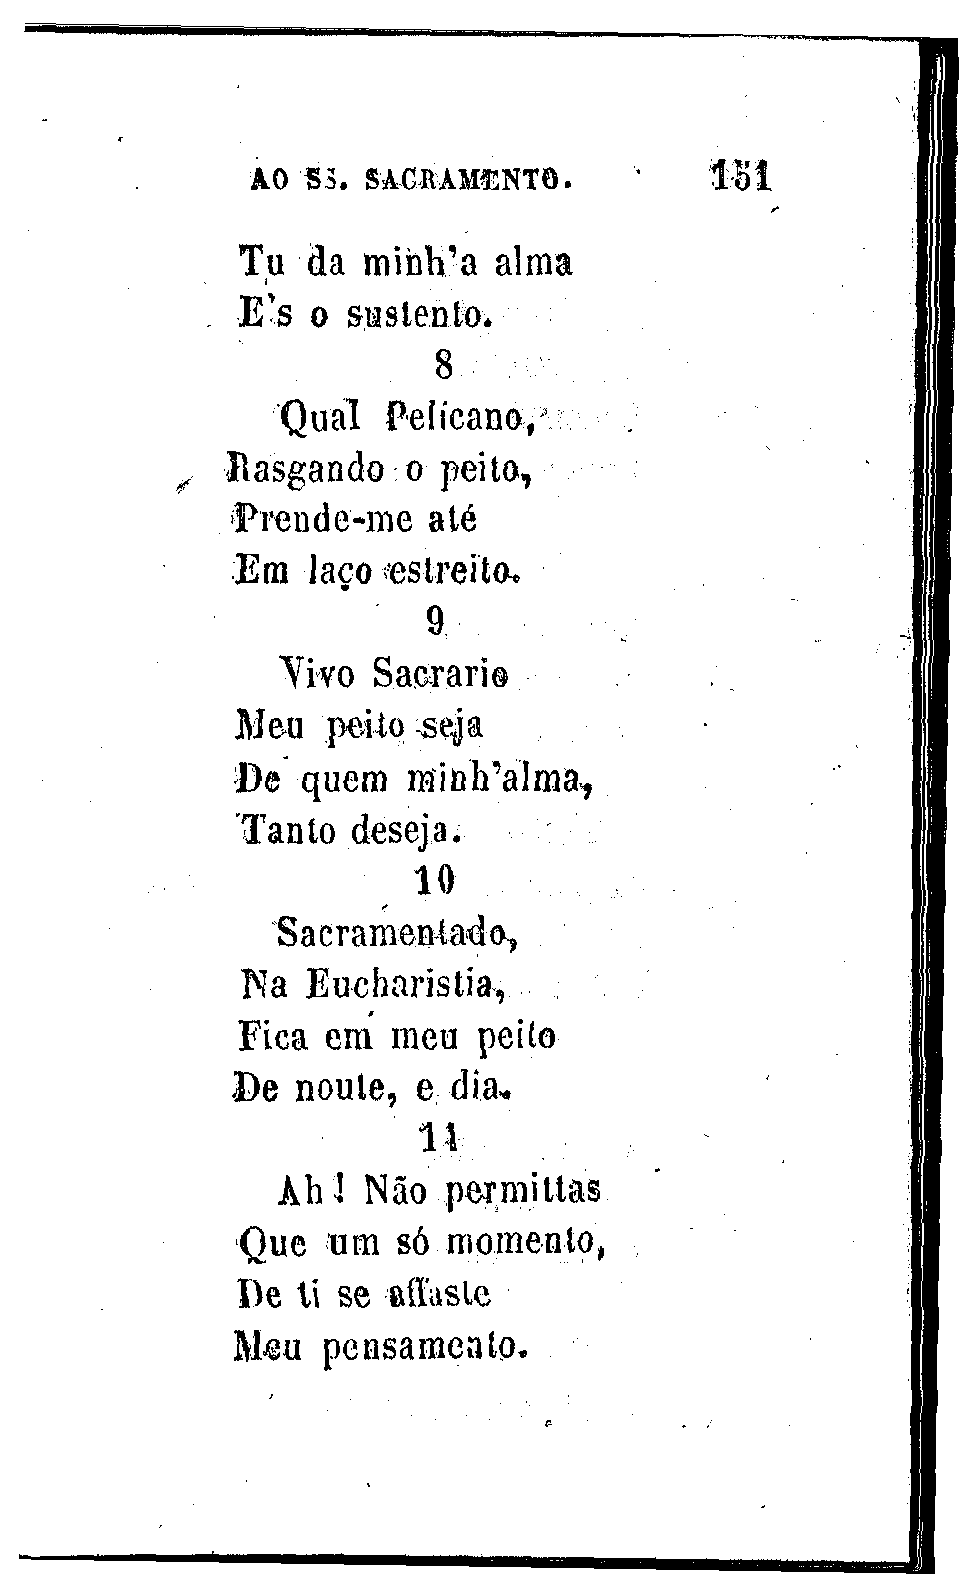 AO SS. SACRAMENTO. 151
Tu da minh'a alma
E's o sustento.
8
Qual Pelicano,
Rasgando o peito,
Prende-me até
Em laço estreito.
9
Vivo Sacrario
Meu peito seja
De quem minh'alma,
Tanto deseja.
10
Sacramentado,
Na Eucharistia,
Fica em meu peito
De noute, e dia.
11
Ah! Não permittas
Que um só momento,
De ti se affaste
Meu pensamento.